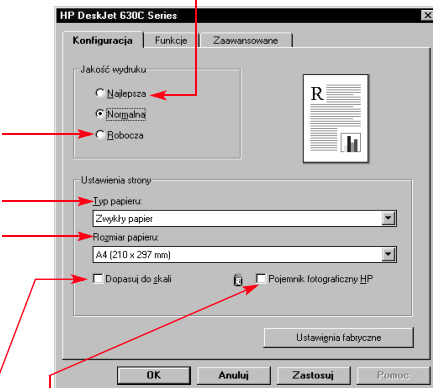 HP DeskJet 630C Series
Konfiguracja Funkcje Zaawansowane
Jakość wydruku
Najlepsza
Normalna
Robocza
R
Ustawienia strony
Typ papieru:
Zwykły papier
Rozmiar papieru:
A4 (210 x 297 mm)
Dopasuj do skali Pojemnik fotograficzny HP
Ustawienia fabryczne
OK Anuluj Zastosuj Pomoc